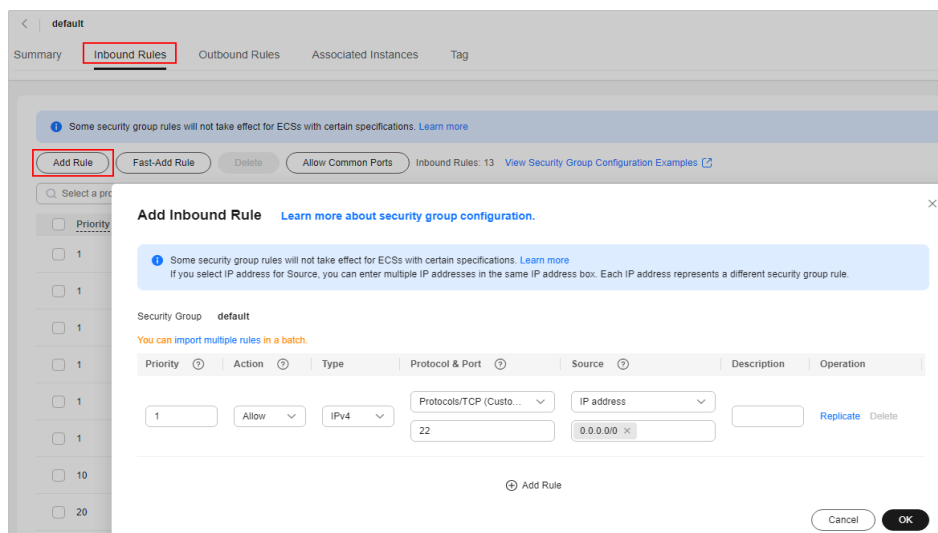 default
Summary Inbound Rules Outbound Rules Associated Instances Tag
Some security group rules will not take effect for ECSs with certain specifications. Learn more
Add Rule Fast-Add Rule Delete Allow Common Ports Inbound Rules: 13 View Security Group Configuration Examples
Select a pro
Priority
1
1
1
1
1
1
10
20
Add Inbound Rule Learn more about security group configuration.
Some security group rules will not take effect for ECSs with certain specifications. Learn more
If you select IP address for Source, you can enter multiple IP addresses in the same IP address box. Each IP address represents a different security group rule.
Security Group default
You can import multiple rules in a batch.
Priority Action Type Protocol & Port Source Description Operation
1 Allow IPv4 Protocols/TCP (Custo... IP address Replicate Delete
22 0.0.0.0/0
Add Rule
Cancel OK